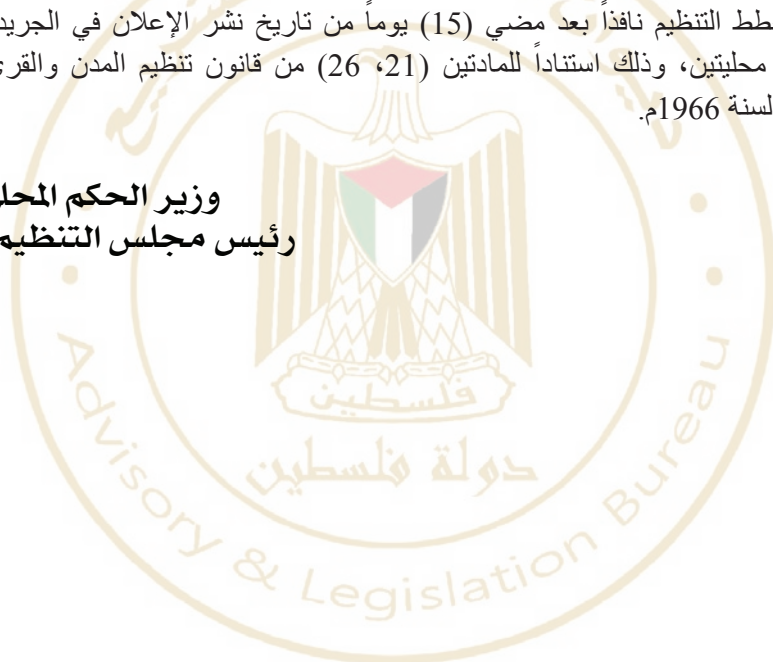 طط التنظيم نافذاً بعد مضي (15) يوماً من تاريخ نشر الإعلان في الجريد
محليتين، وذلك استناداً للمادتين (21، 26) من قانون تنظيم المدن والقر
لسنة 1966م.
وزير الحكم المحل
رئيس مجلس التنظيم
فلسطين
دولة فلسطين
Advisory & Legislation Bureau